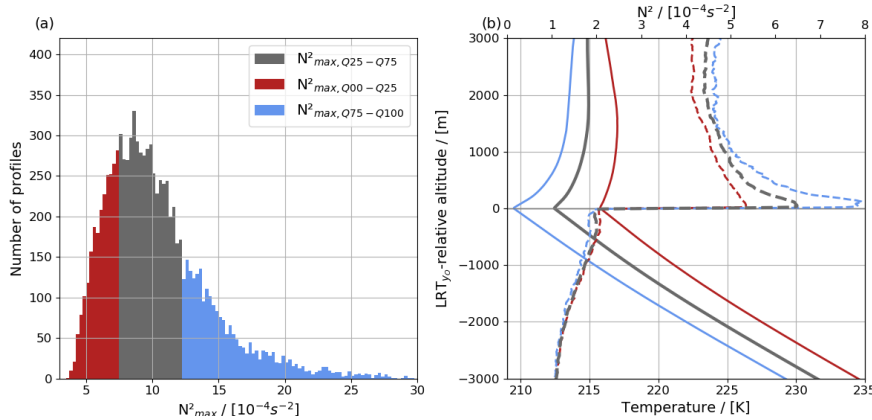 (a)
N²max,Q25−Q75
N²max,Q00−Q25
N²max,Q75−Q100
Number of profiles
400
350
300
250
200
150
100
50
0
5 10 15 20 25 30
N²max / [10⁻⁴s⁻²]
(b)
N² / [10⁻⁴s⁻²]
0 1 2 3 4 5 6 7 8
LRTyo-relative altitude / [m]
3000
2000
1000
0
−1000
−2000
−3000
210 215 220 225 230 235
Temperature / [K]